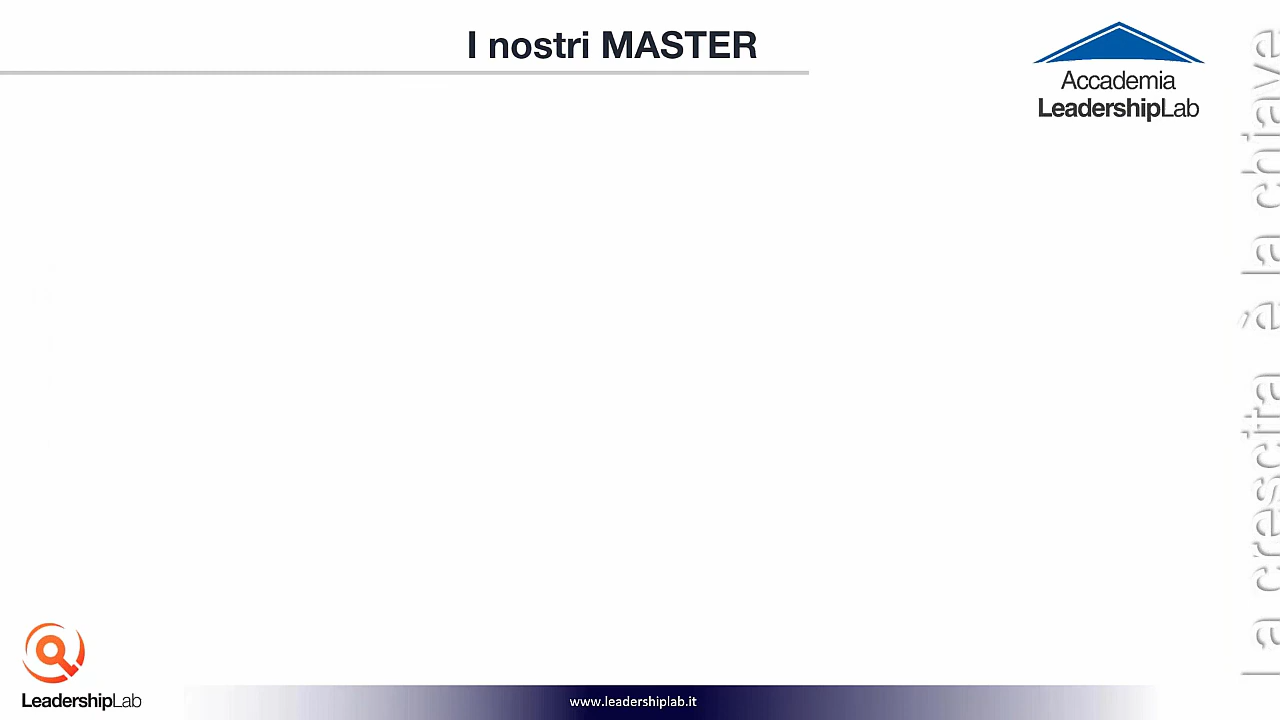 I nostri MASTER
Accademia
LeadershipLab
La crescita è la chiave
LeadershipLab
www.leadershiplab.it